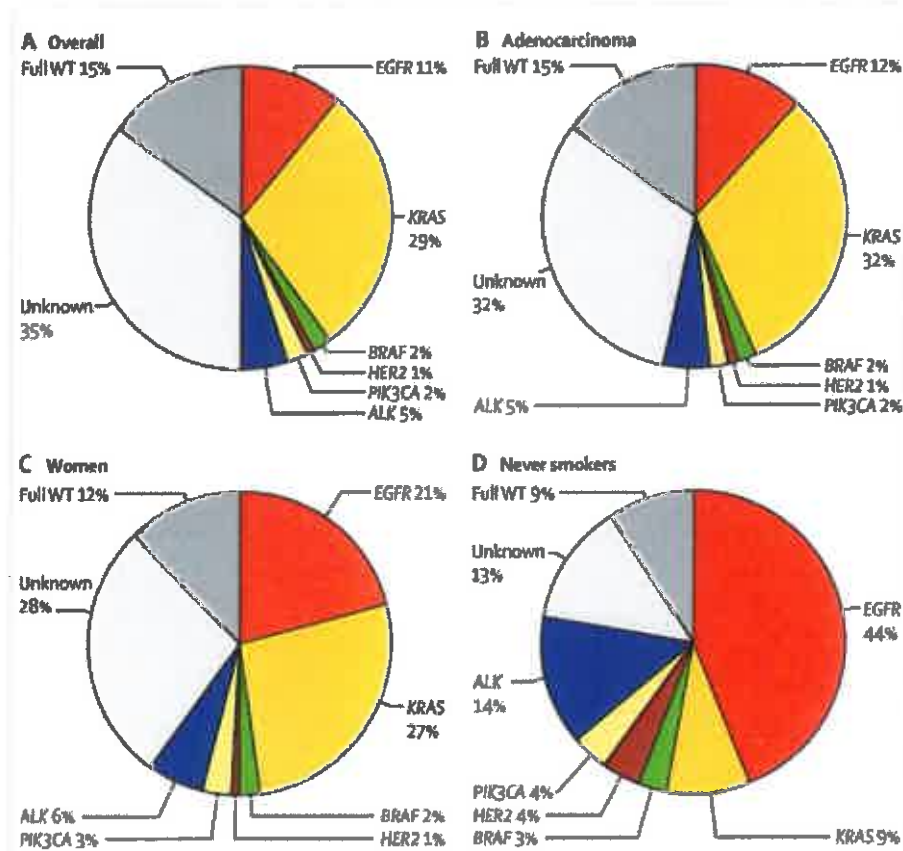 A Overall
Full WT 15%
EGFR 11%
KRAS
29%
Unknown
35%
BRAF 2%
HER2 1%
PIK3CA 2%
ALK 5%
B Adenocarcinoma
Full WT 15%
EGFR 12%
KRAS
32%
Unknown
32%
BRAF 2%
HER2 1%
PIK3CA 2%
ALK 5%
C Women
Full WT 12%
EGFR 21%
Unknown
28%
KRAS
27%
ALK 6%
PIK3CA 3%
BRAF 2%
HER2 1%
D Never smokers
Full WT 9%
Unknown
13%
EGFR
44%
ALK
14%
PIK3CA 4%
HER2 4%
BRAF 3%
KRAS 9%